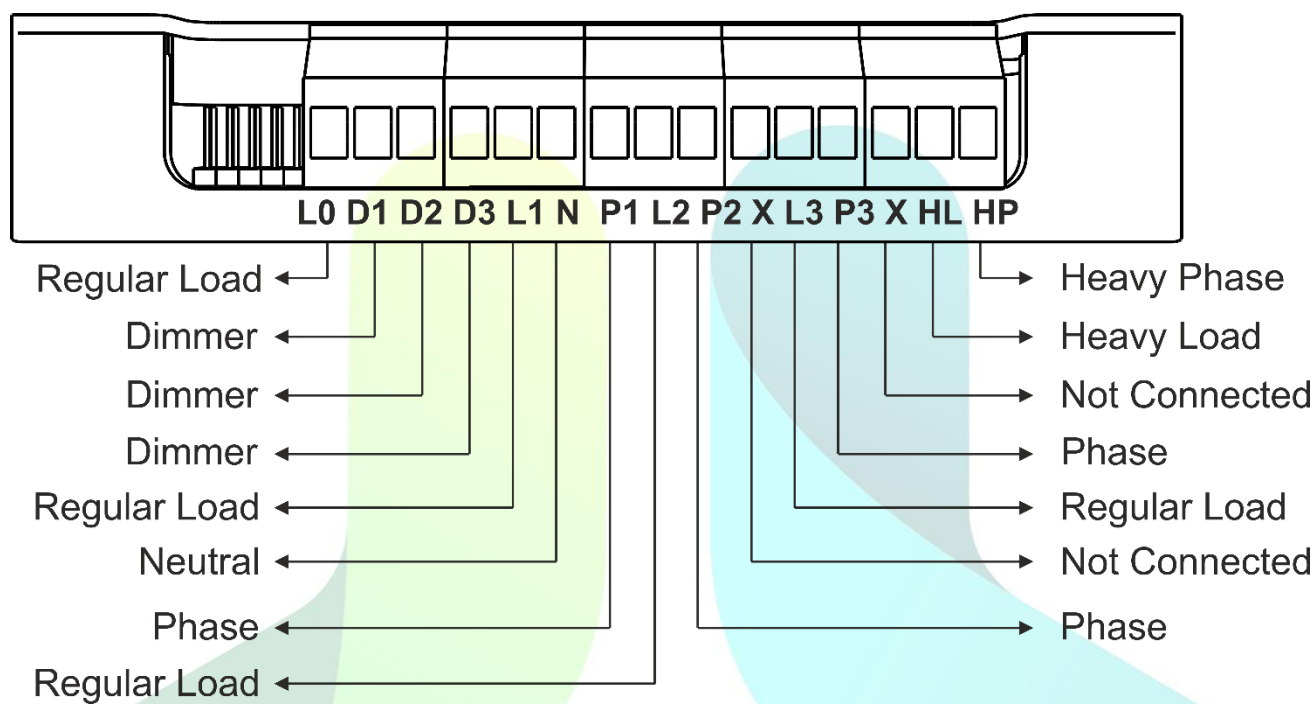 L0 D1 D2 D3 L1 N P1 L2 P2 X L3 P3 X HL HP
Regular Load
Dimmer
Dimmer
Dimmer
Regular Load
Neutral
Phase
Regular Load
Heavy Phase
Heavy Load
Not Connected
Phase
Regular Load
Not Connected
Phase